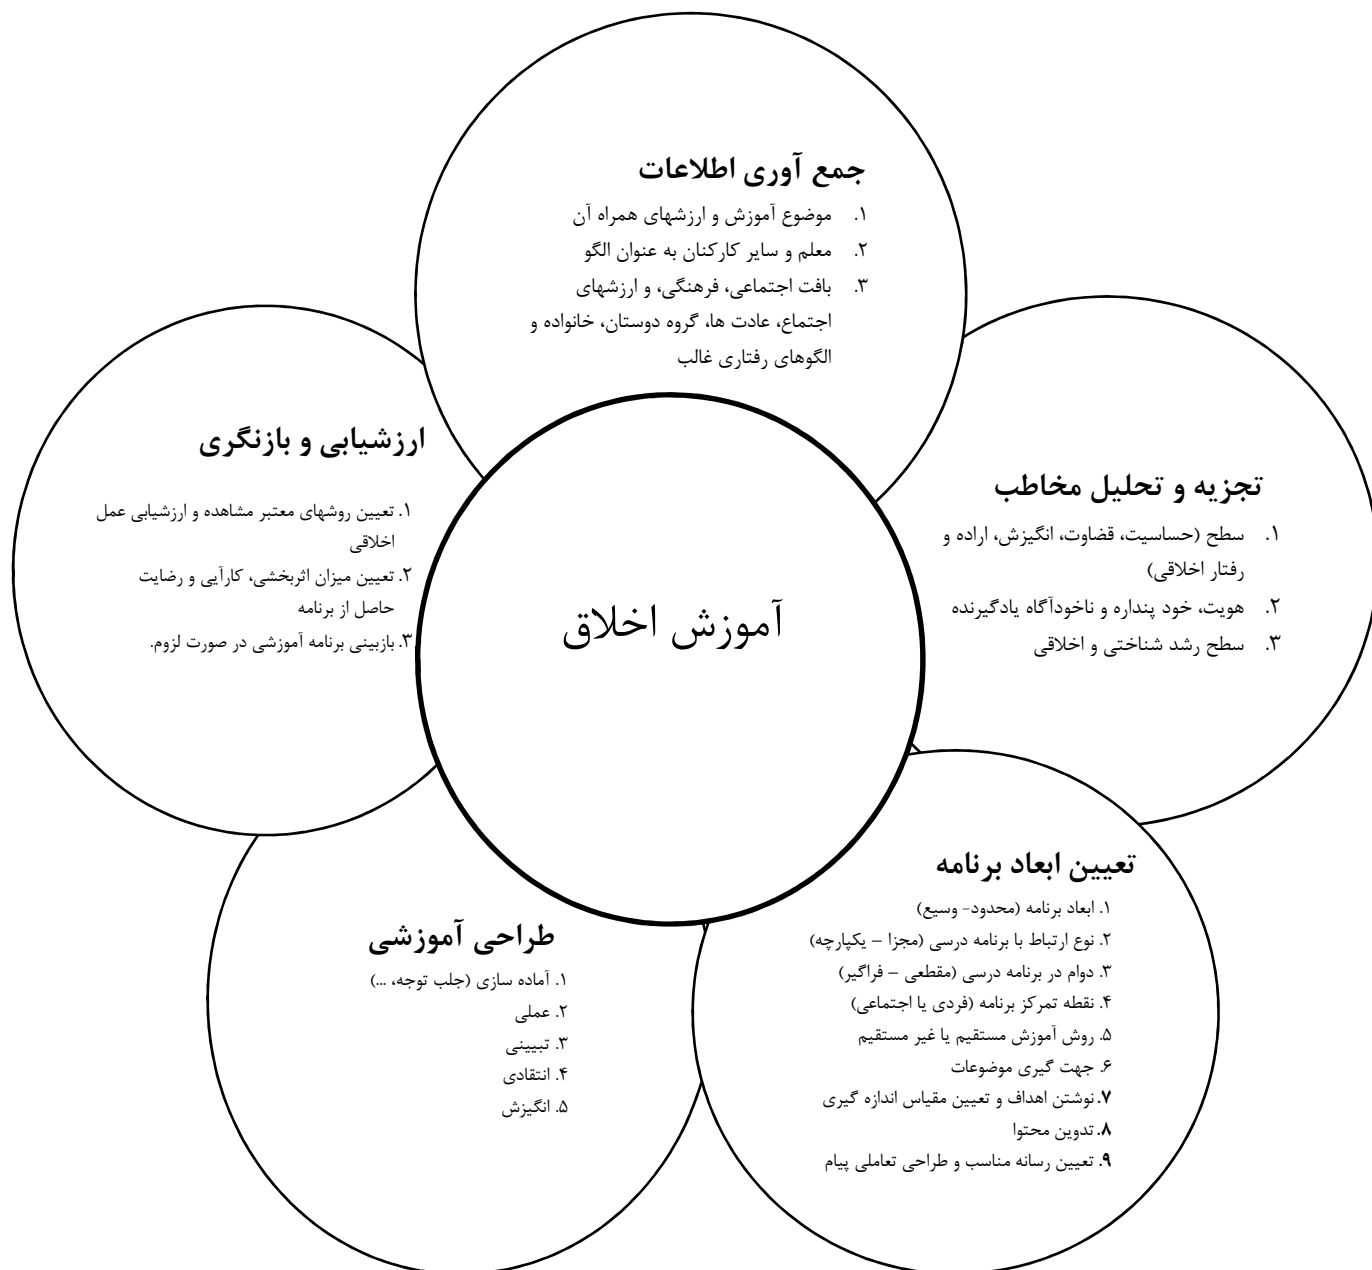 جمع آوری اطلاعات
۱. موضوع آموزش و ارزشهای همراه آن
۲. معلم و سایر کارکنان به عنوان الگو
۳. بافت اجتماعی، فرهنگی، و ارزشهای
اجتماع، عادت ها، گروه دوستان، خانواده و
الگوهای رفتاری غالب
تجزیه و تحلیل مخاطب
۱. سطح (حساسیت، قضاوت، انگیزش، اراده و
رفتار اخلاقی)
۲. هویت، خود پنداره و ناخودآگاه یادگیرنده
۳. سطح رشد شناختی و اخلاقی
تعیین ابعاد برنامه
۱. ابعاد برنامه (محدود- وسیع)
۲. نوع ارتباط با برنامه درسی (مجزا – یکپارچه)
۳. دوام در برنامه درسی (مقطعی – فراگیر)
۴. نقطه تمرکز برنامه (فردی یا اجتماعی)
۵. روش آموزش مستقیم یا غیر مستقیم
۶. جهت گیری موضوعات
۷.نوشتن اهداف و تعیین مقیاس اندازه گیری
۸.تدوین محتوا
۹. تعیین رسانه مناسب و طراحی تعاملی پیام
طراحی آموزشی
۱. آماده سازی (جلب توجه، ...)
۲. عملی
۳. تبیینی
۴. انتقادی
۵. انگیزش
ارزشیابی و بازنگری
۱. تعیین روشهای معتبر مشاهده و ارزشیابی عمل
اخلاقی
۲. تعیین میزان اثربخشی، کارآیی و رضایت
حاصل از برنامه
۳. بازبینی برنامه آموزشی در صورت لزوم.
آموزش اخلاق